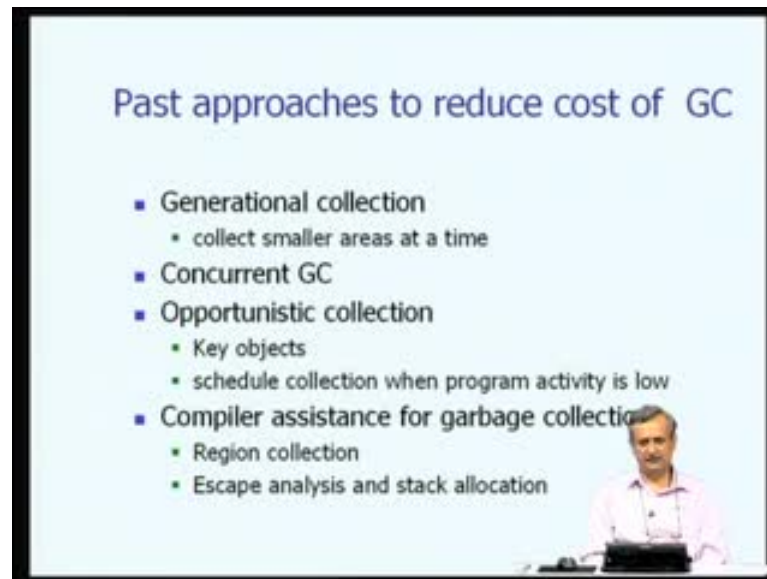 Past approaches to reduce cost of GC
Generational collection
collect smaller areas at a time
Concurrent GC
Opportunistic collection
Key objects
schedule collection when program activity is low
Compiler assistance for garbage
Region collection
Escape analysis and stack allocation